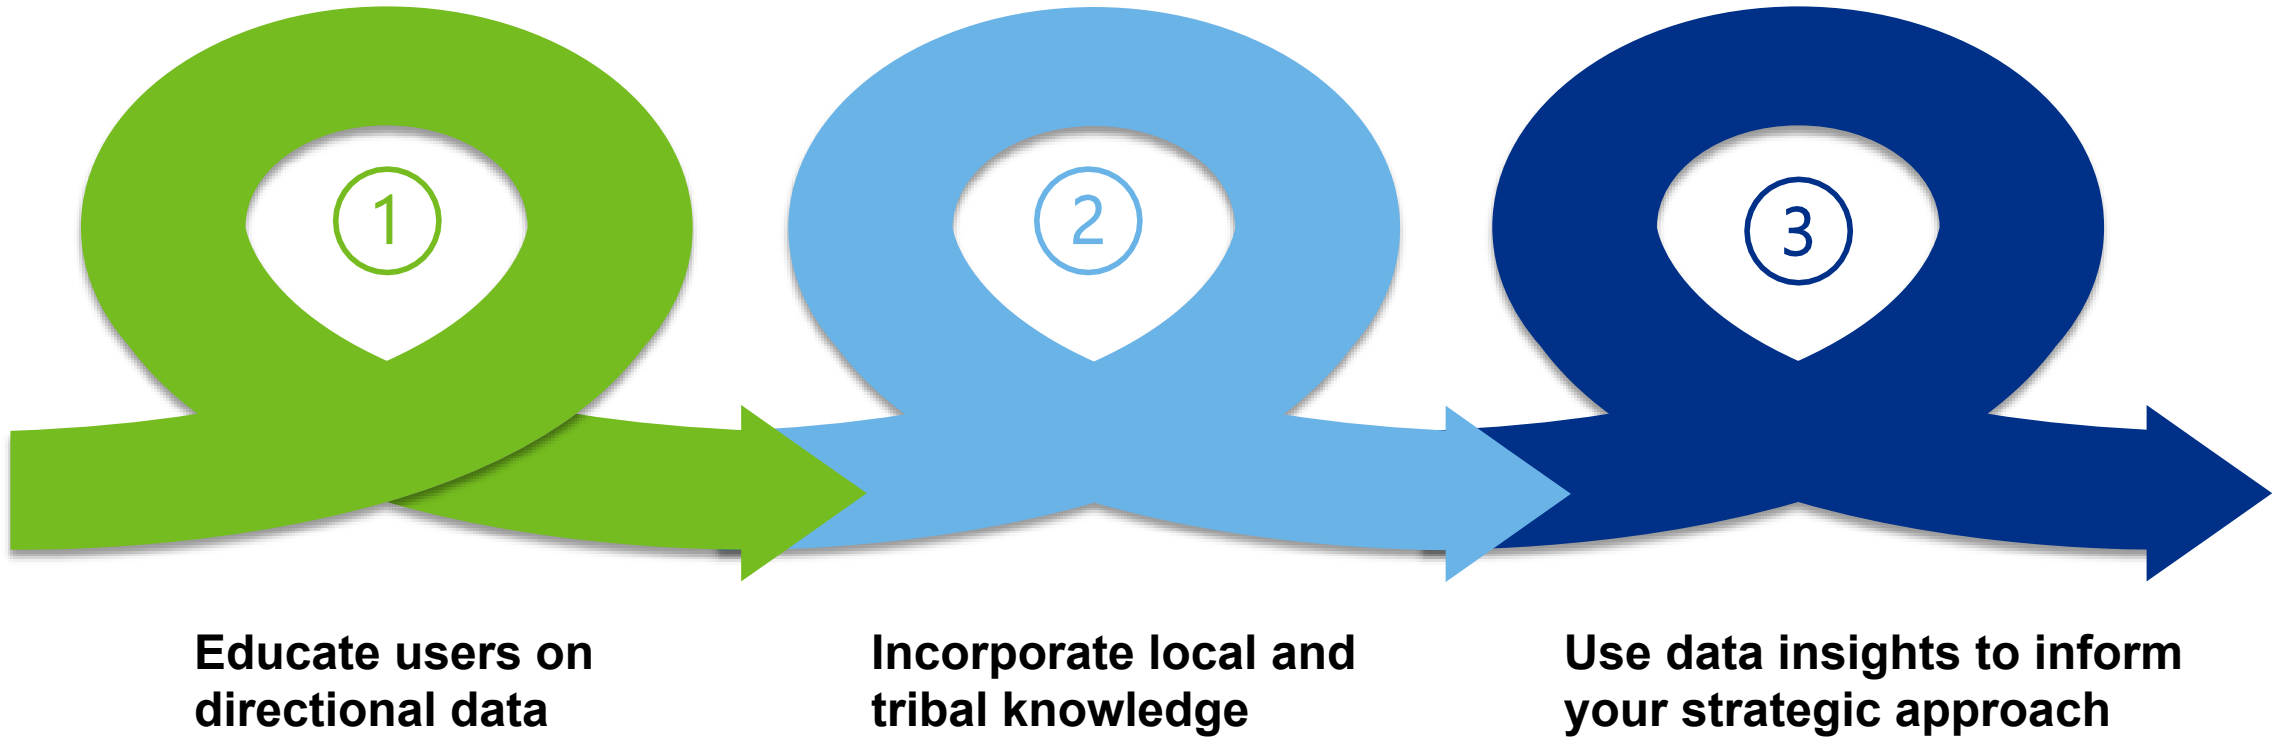 1
2
3
Educate users on
directional data
Incorporate local and
tribal knowledge
Use data insights to inform
your strategic approach